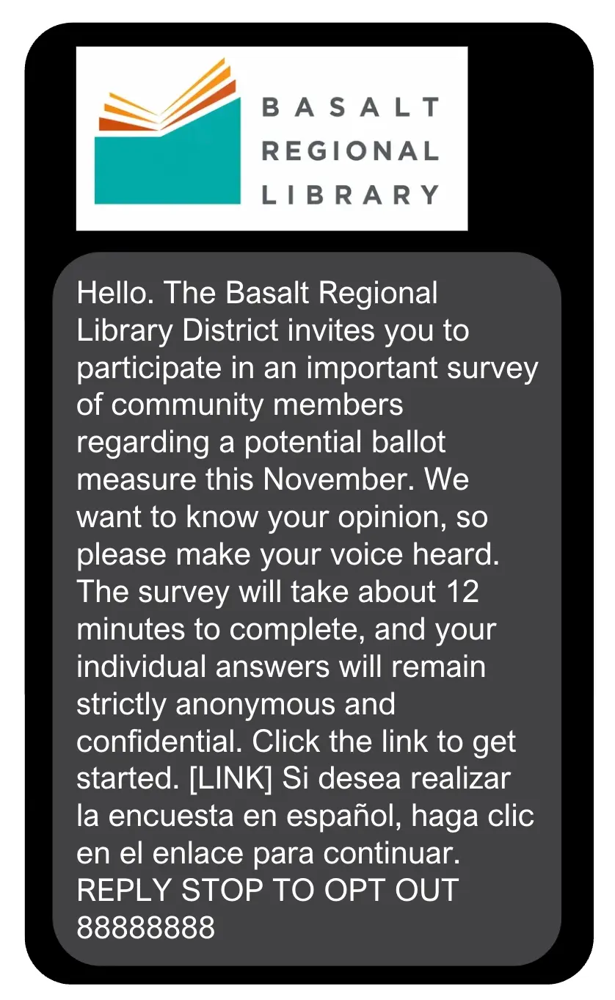 BASALT
REGIONAL
LIBRARY
Hello. The Basalt Regional
Library District invites you to
participate in an important survey
of community members
regarding a potential ballot
measure this November. We
want to know your opinion, so
please make your voice heard.
The survey will take about 12
minutes to complete, and your
individual answers will remain
strictly anonymous and
confidential. Click the link to get
started. [LINK] Si desea realizar
la encuesta en español, haga clic
en el enlace para continuar.
REPLY STOP TO OPT OUT
88888888